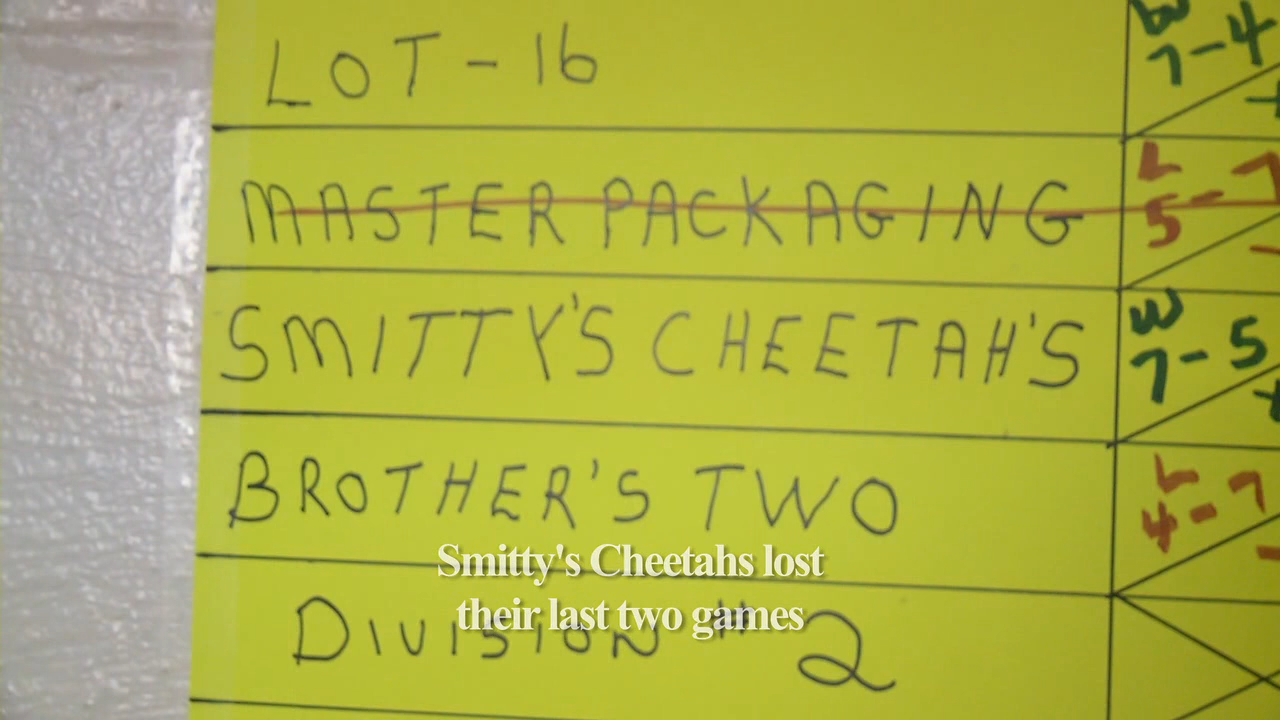 LOT-16
W
7-4
MASTER PACKAGING
L
5-7
SMITTY'S CHEETAH'S
W
7-5
BROTHER'S TWO
L
4-7
Smitty's Cheetahs lost
their last two games
DIVISION # 2